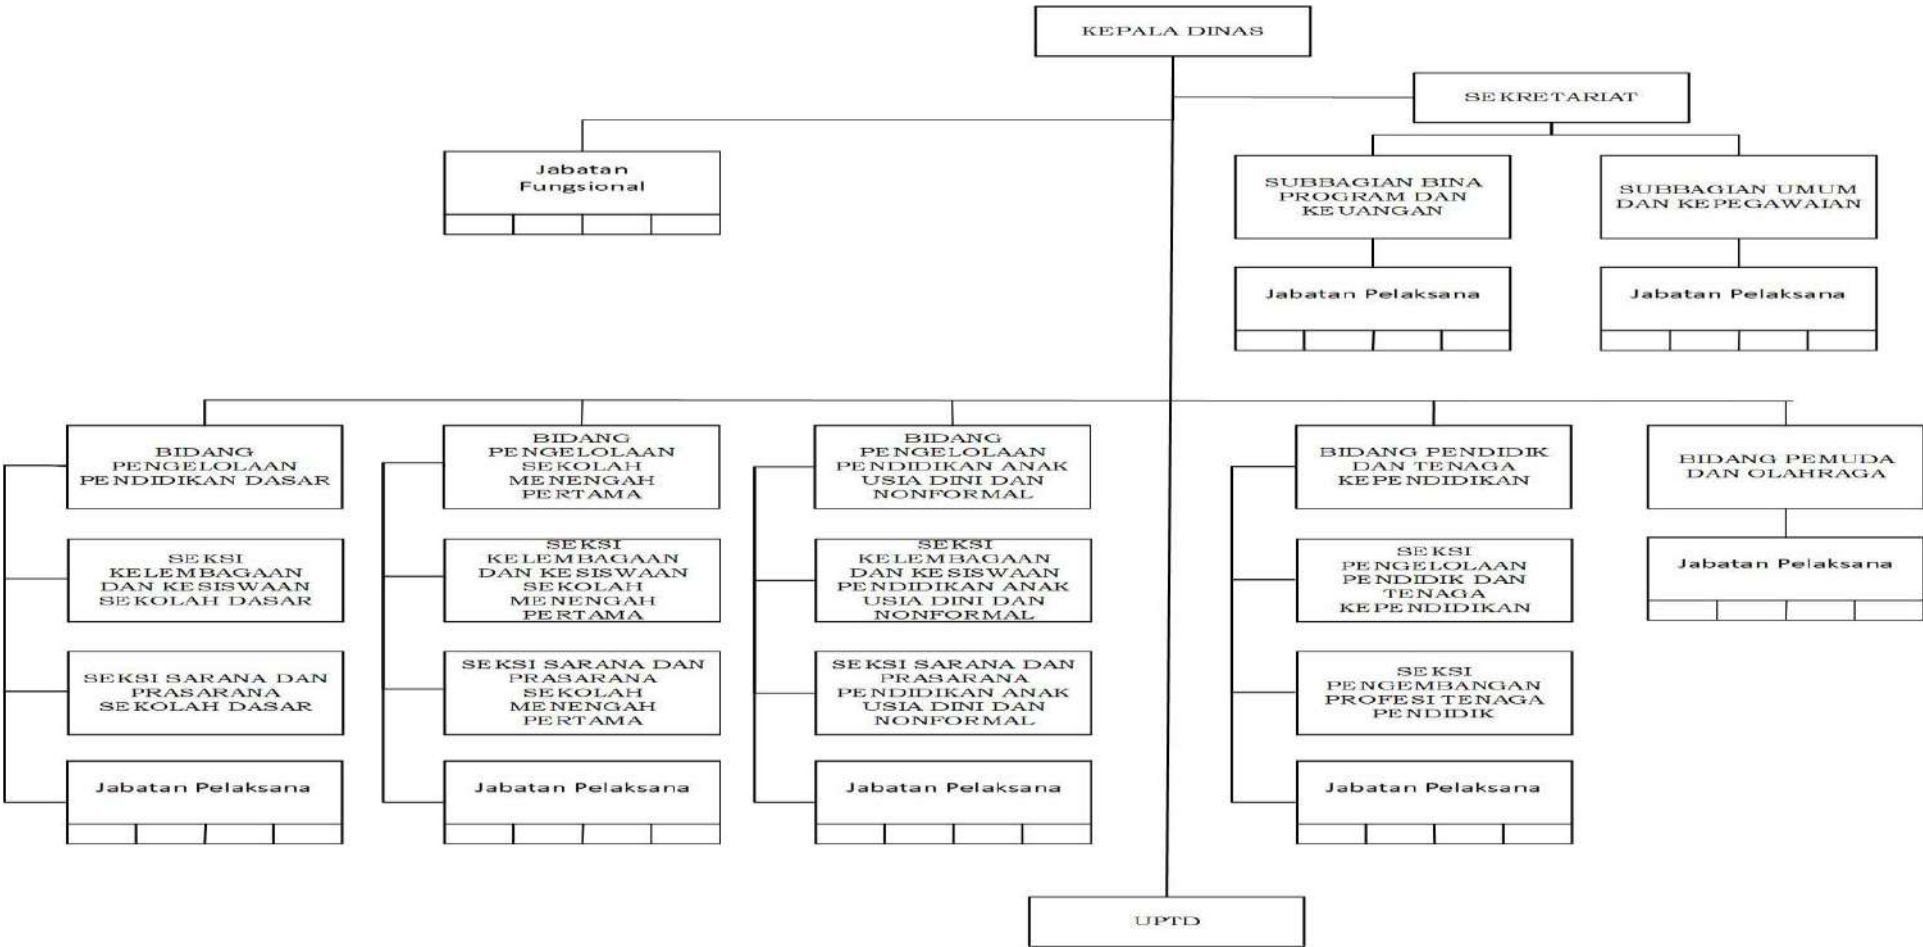 KEPALA DINAS
SEKRETARIAT
Jabatan
Fungsional
SUBBAGIAN BINA
PROGRAM DAN
KEUANGAN
SUBBAGIAN UMUM
DAN KEPEGAWAIAN
Jabatan Pelaksana
Jabatan Pelaksana
BIDANG
PENGELOLAAN
PENDIDIKAN DASAR
BIDANG
PENGELOLAAN
SEKOLAH
MENENGAH
PERTAMA
BIDANG
PENGELOLAAN
PENDIDIKAN ANAK
USIA DINI DAN
NONFORMAL
BIDANG PENDIDIK
DAN TENAGA
KEPENDIDIKAN
BIDANG PEMUDA
DAN OLAHRAGA
SEKSI
KELEMBAGAAN
DAN KESISWAAN
SEKOLAH DASAR
SEKSI
KELEMBAGAAN
DAN KESISWAAN
SEKOLAH
MENENGAH
PERTAMA
SEKSI
KELEMBAGAAN
DAN KESISWAAN
PENDIDIKAN ANAK
USIA DINI DAN
NONFORMAL
SEKSI
PENGELOLAAN
PENDIDIK DAN
TENAGA
KEPENDIDIKAN
Jabatan Pelaksana
SEKSI SARANA DAN
PRASARANA
SEKOLAH DASAR
SEKSI SARANA DAN
PRASARANA
SEKOLAH
MENENGAH
PERTAMA
SEKSI SARANA DAN
PRASARANA
PENDIDIKAN ANAK
USIA DINI DAN
NONFORMAL
SEKSI
PENGEMBANGAN
PROFESI TENAGA
PENDIDIK
Jabatan Pelaksana
Jabatan Pelaksana
Jabatan Pelaksana
Jabatan Pelaksana
UPTD